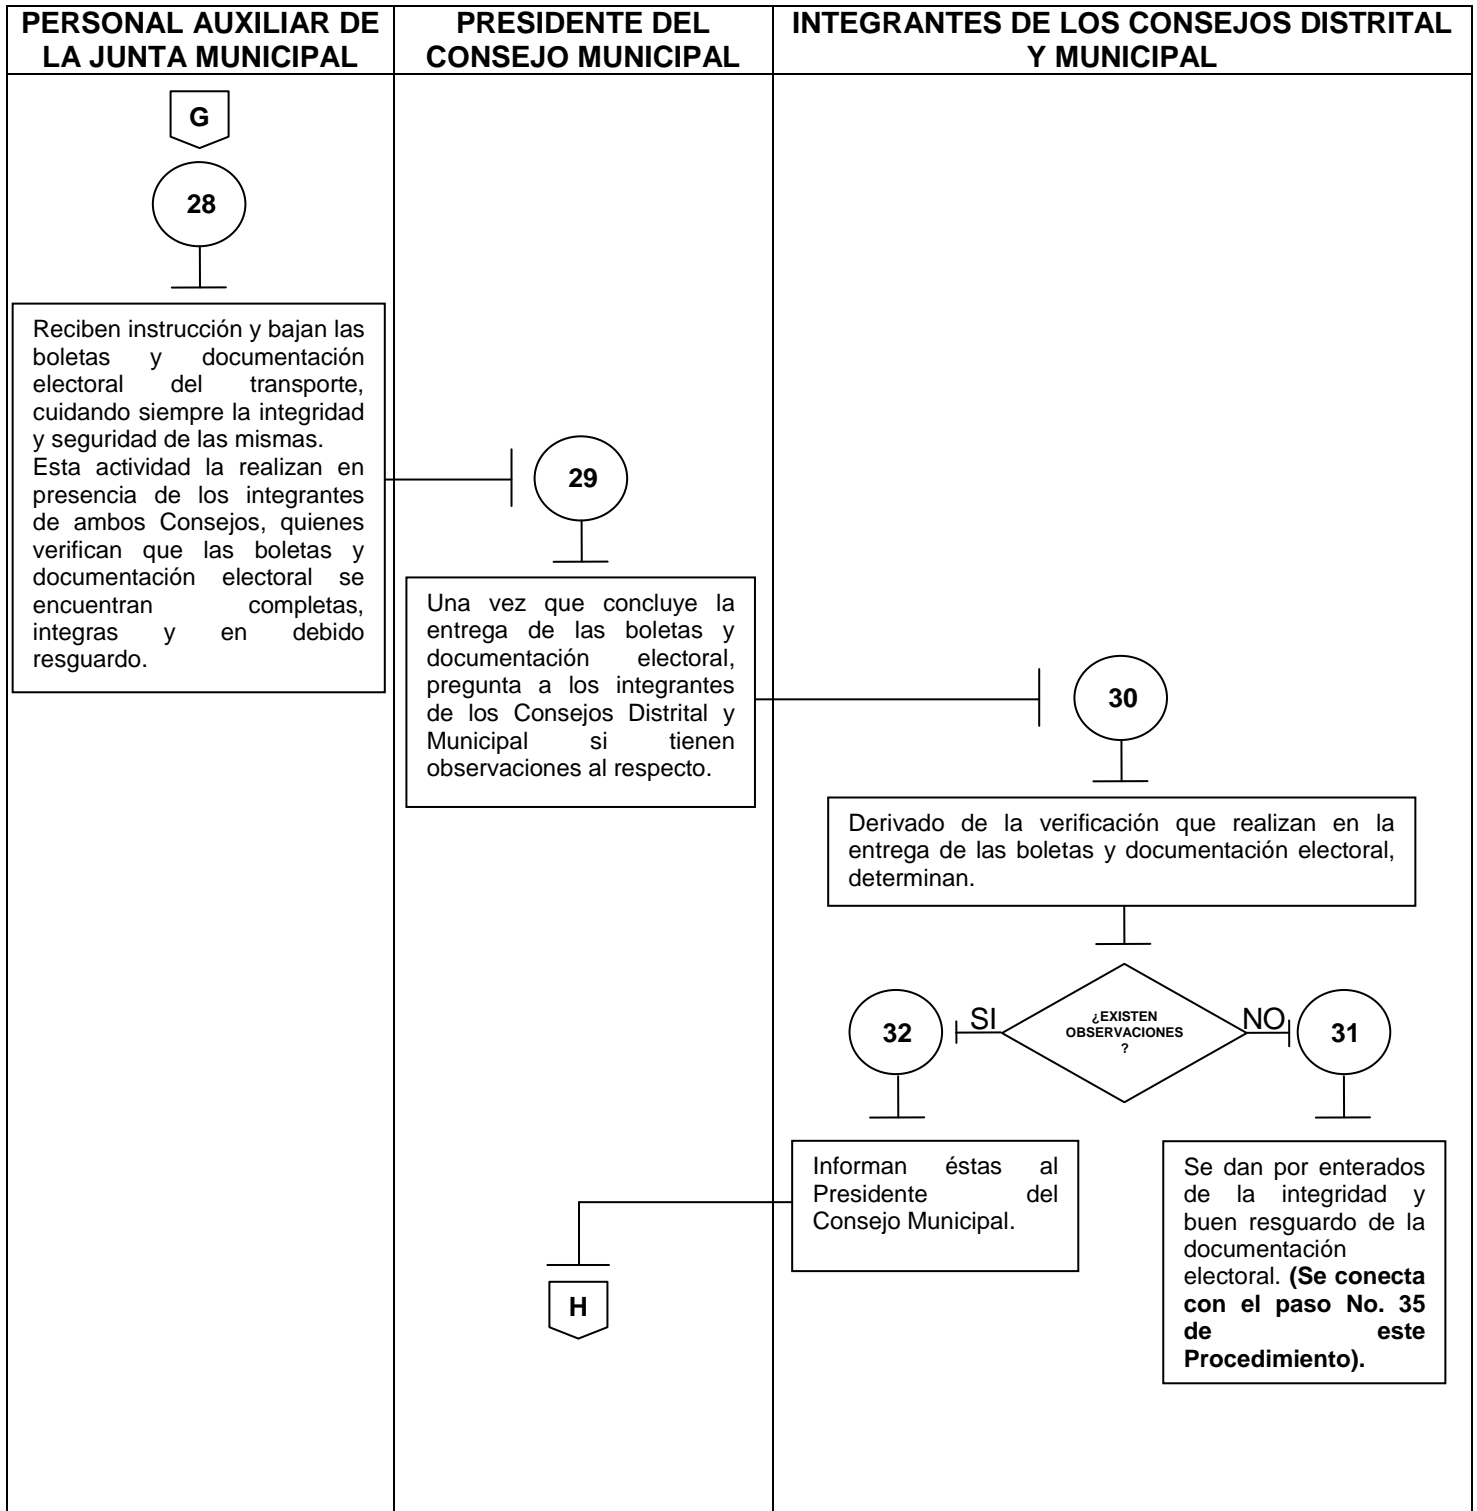 PERSONAL AUXILIAR DE
LA JUNTA MUNICIPAL
PRESIDENTE DEL
CONSEJO MUNICIPAL
INTEGRANTES DE LOS CONSEJOS DISTRITAL
Y MUNICIPAL
G
28
Reciben instrucción y bajan las
boletas y documentación
electoral del transporte,
cuidando siempre la integridad
y seguridad de las mismas.
Esta actividad la realizan en
presencia de los integrantes
de ambos Consejos, quienes
verifican que las boletas y
documentación electoral se
encuentran completas,
integras y en debido
resguardo.
29
Una vez que concluye la
entrega de las boletas y
documentación electoral,
pregunta a los integrantes
de los Consejos Distrital y
Municipal si tienen
observaciones al respecto.
30
Derivado de la verificación que realizan en la
entrega de las boletas y documentación electoral,
determinan.
¿EXISTEN
OBSERVACIONES
?
SI
NO
32
31
Informan éstas al
Presidente del
Consejo Municipal.
Se dan por enterados
de la integridad y
buen resguardo de la
documentación
electoral. (Se conecta
con el paso No. 35
de este
Procedimiento).
H